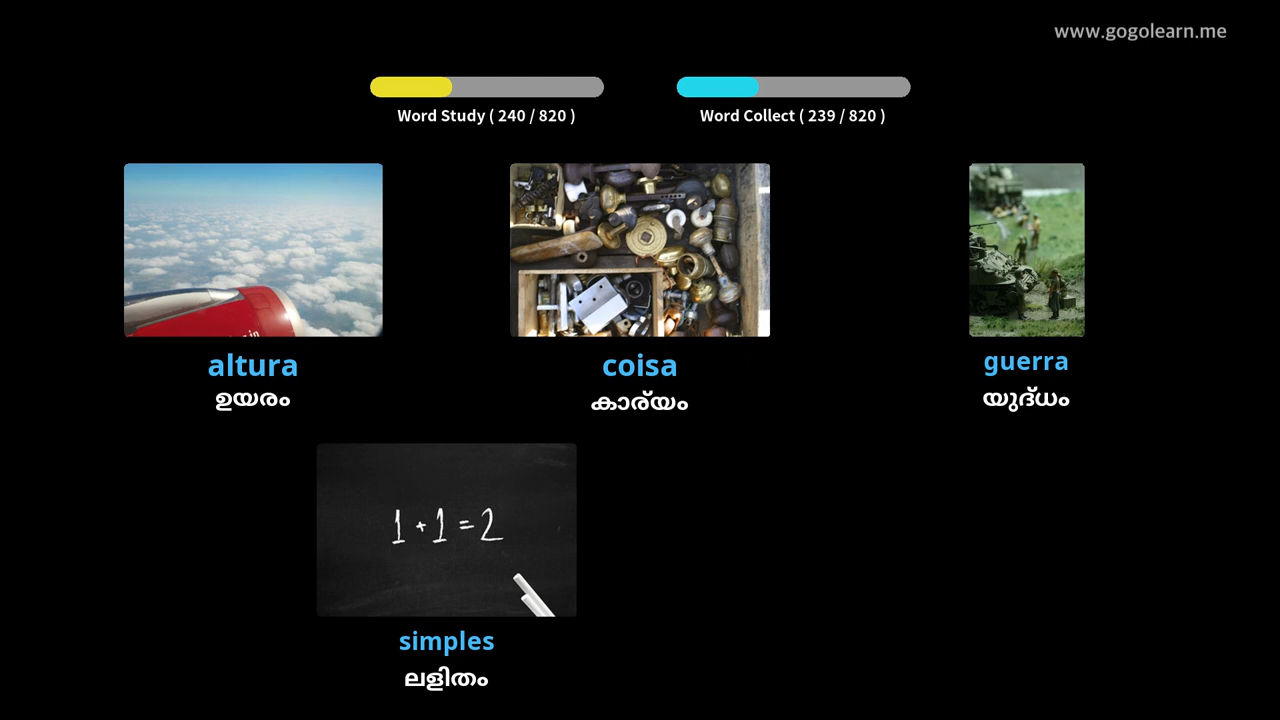 www.gogolearn.me
Word Study ( 240 / 820 )
Word Collect ( 239 / 820 )
altura
ഉയരം
coisa
കാര്യം
guerra
യുദ്ധം
1 + 1 = 2
simples
ലളിതം